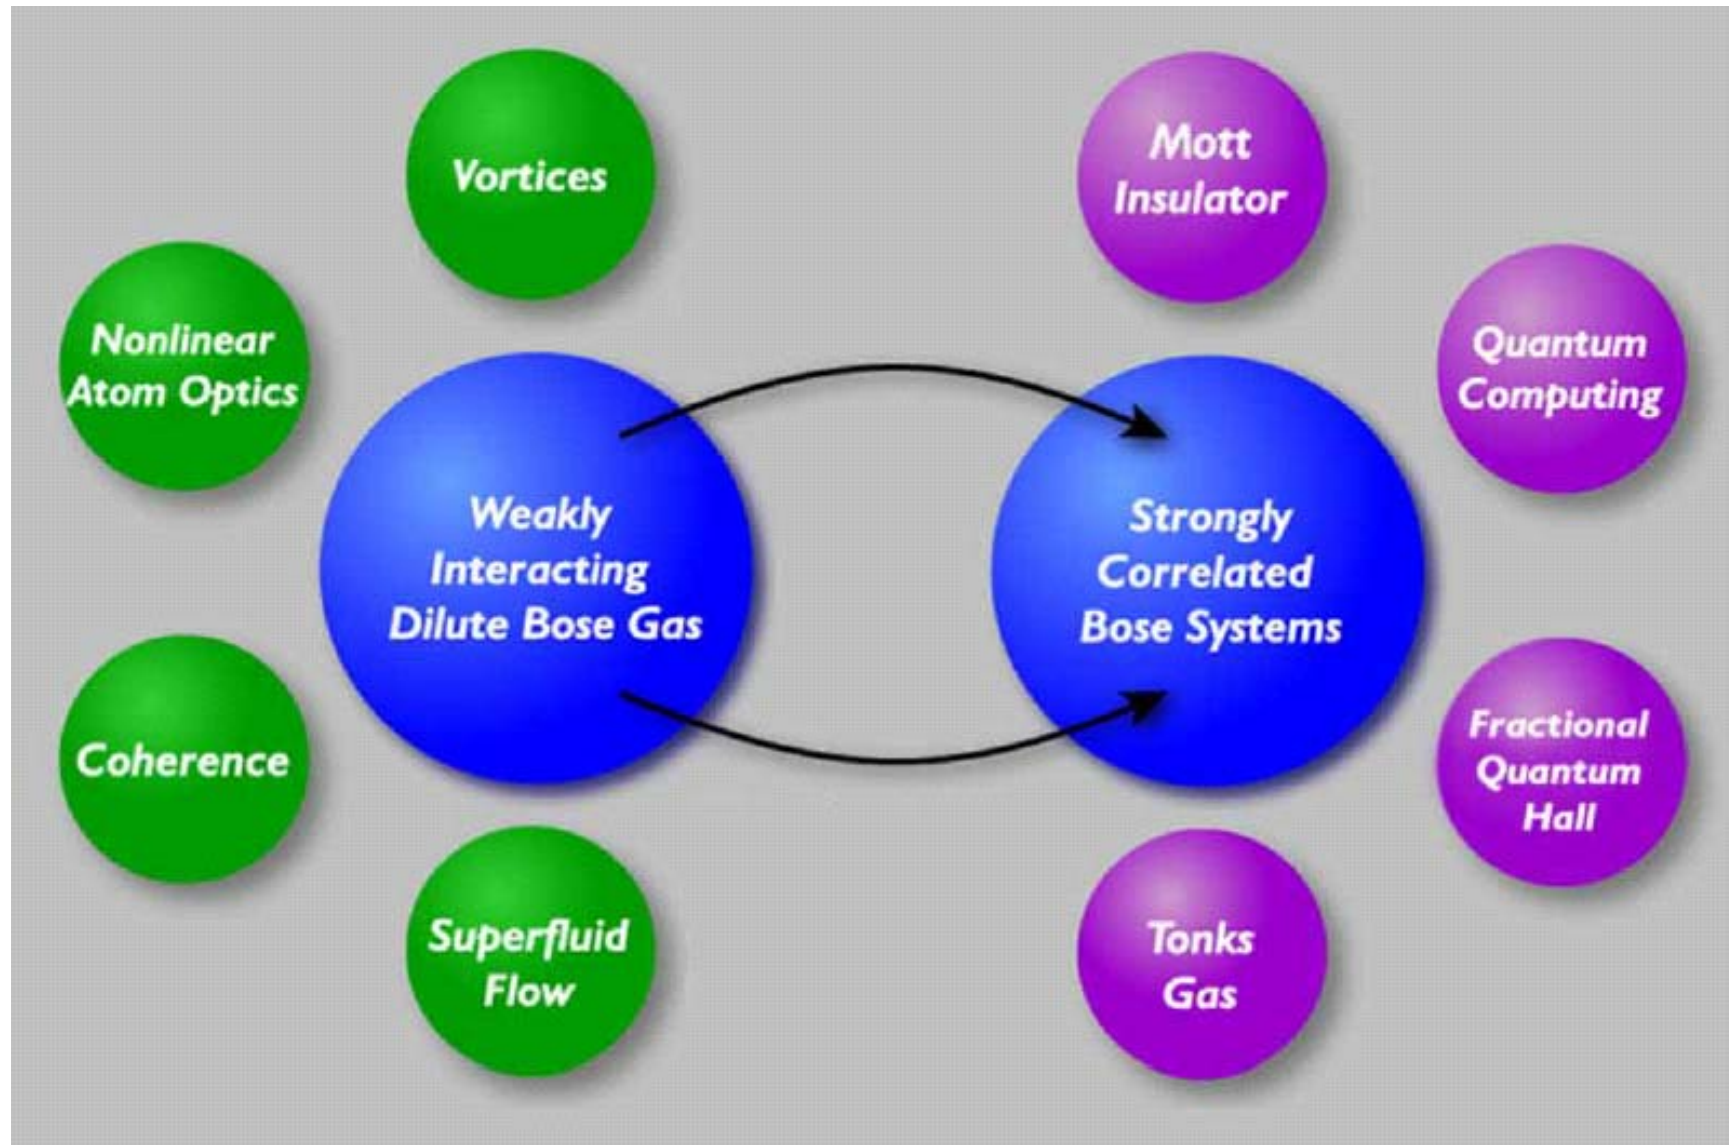 Vortices
Mott
Insulator
Nonlinear
Atom Optics
Quantum
Computing
Weakly
Interacting
Dilute Bose Gas
Strongly
Correlated
Bose Systems
Coherence
Fractional
Quantum
Hall
Superfluid
Flow
Tonks
Gas